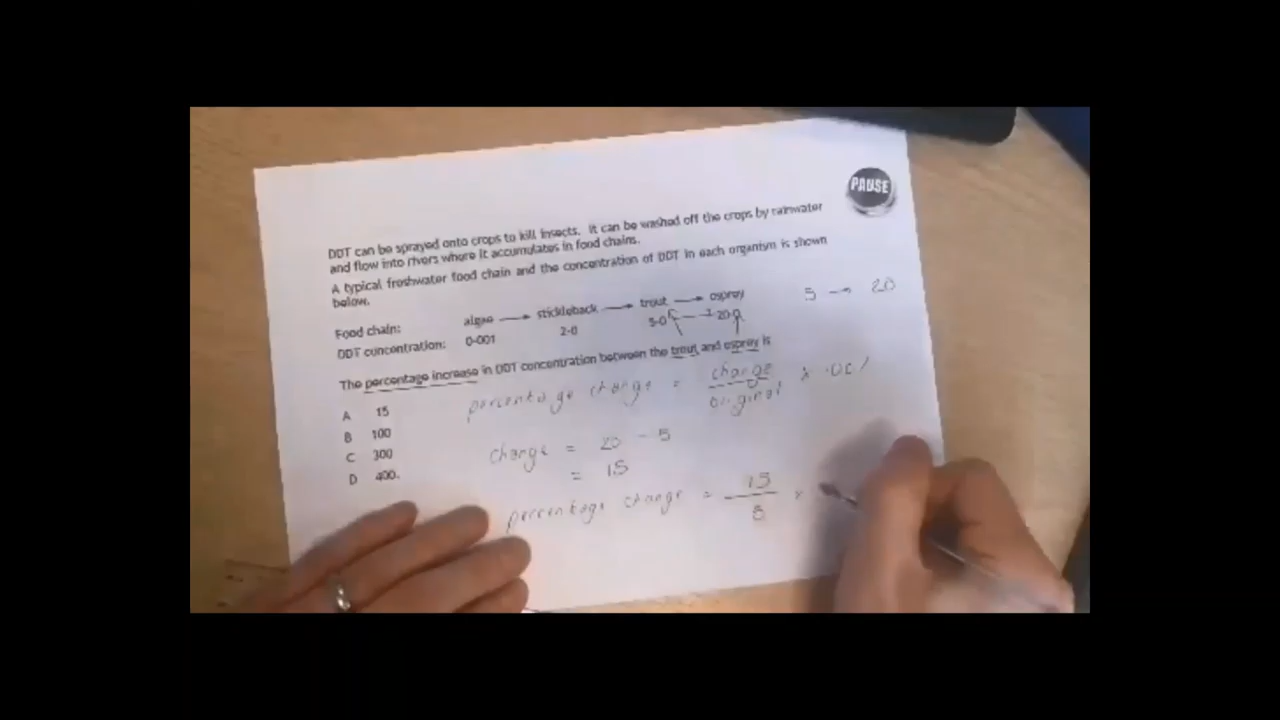 PAUSE
DDT can be sprayed onto crops to kill insects. It can be washed off the crops by rainwater
and flow into rivers where it accumulates in food chains.
A typical freshwater food chain and the concentration of DDT in each organism is shown
below.
5 → 20
Food chain: algae → stickleback → trout → osprey
DDT concentration: 0·001 2·0 5·0 20·0
The percentage increase in DDT concentration between the trout and osprey is
A 15
B 100
C 300
D 400.
percentage change = change / original ×
change = 20 - 5
= 15
percentage change = 15 / 5 ×